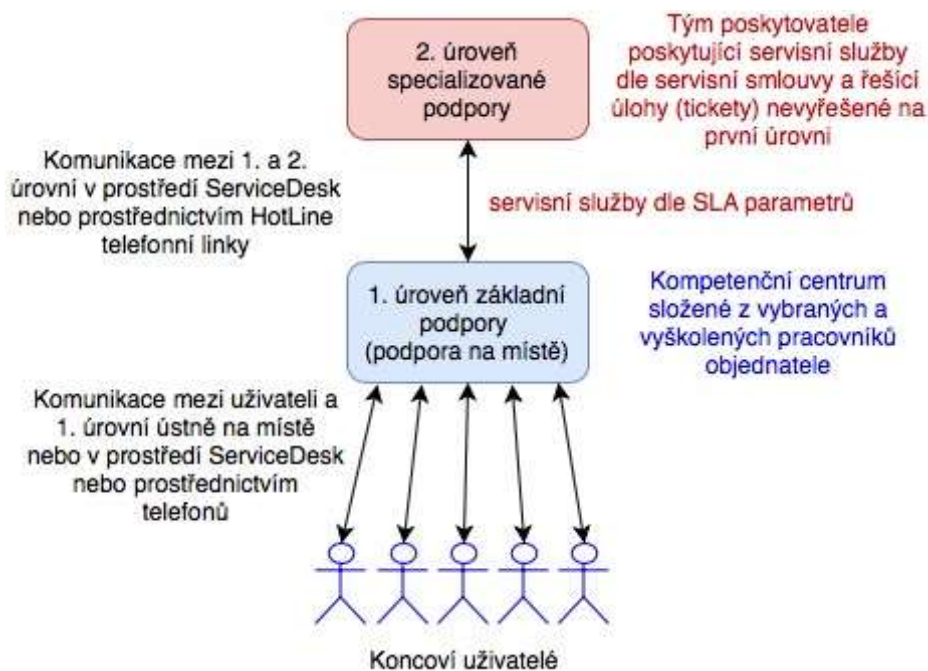 2. úroveň
specializované
podpory
Tým poskytovatele
poskytující servisní služby
dle servisní smlouvy a řešící
úlohy (tickety) nevyřešené na
první úrovni
Komunikace mezi 1. a 2.
úrovní v prostředí ServiceDesk
nebo prostřednictvím HotLine
telefonní linky
servisní služby dle SLA parametrů
1. úroveň základní
podpory
(podpora na místě)
Kompetenční centrum
složené z vybraných a
vyškolených pracovníků
objednatele
Komunikace mezi uživateli a
1. úrovní ústně na místě
nebo v prostředí ServiceDesk
nebo prostřednictvím
telefonů
Koncoví uživatelé